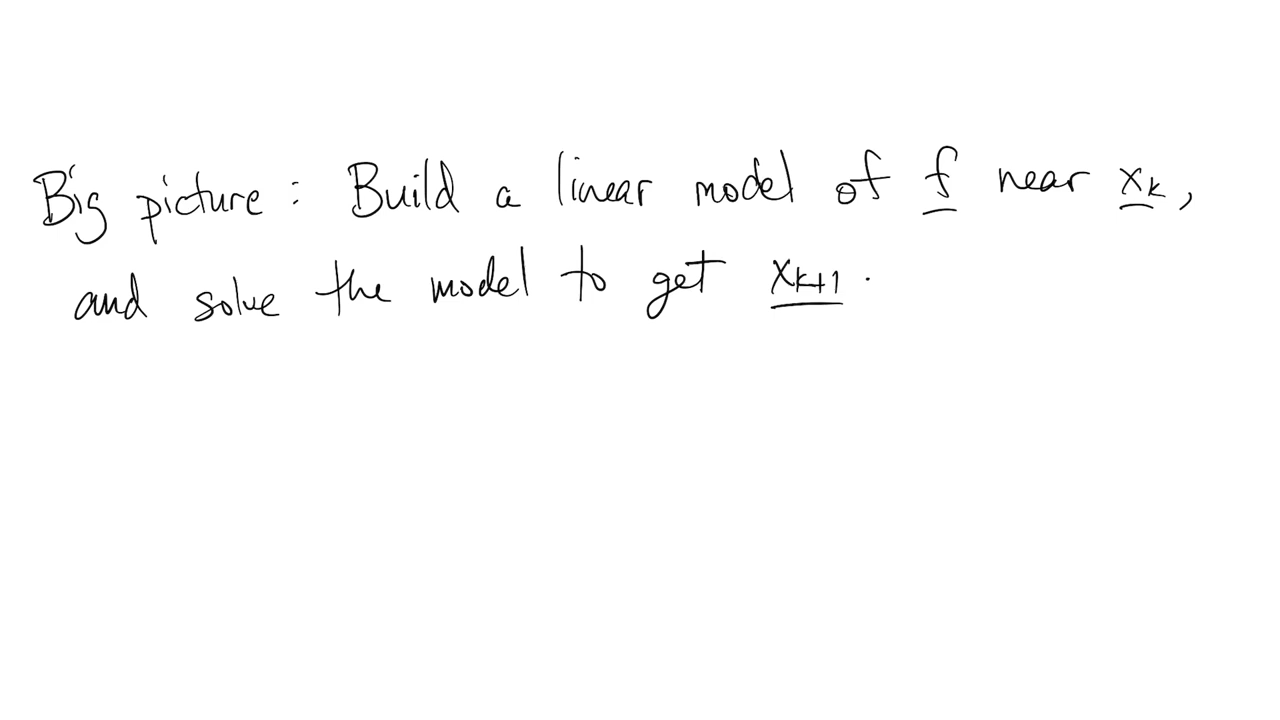 Big picture: Build a linear model of f near xₖ,
and solve the model to get xₖ₊₁.